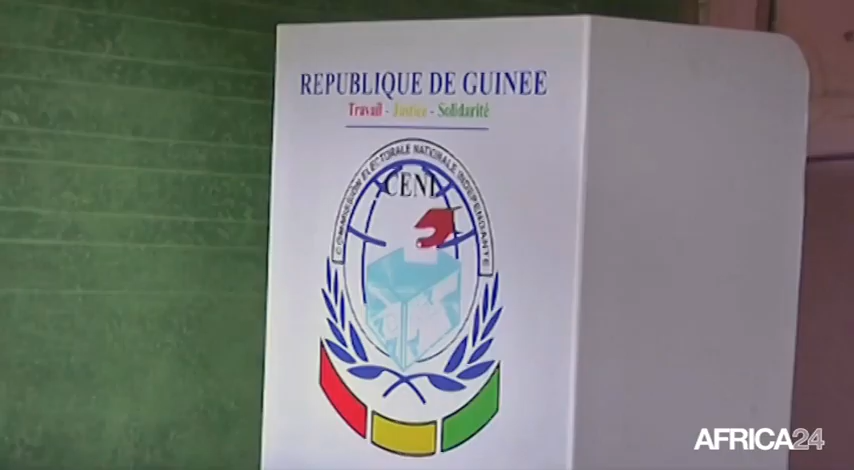 REPUBLIQUE DE GUINEE
Travail - Justice - Solidarité
COMMISSION ELECTORALE NATIONALE INDEPENDANTE
CENI
AFRICA24